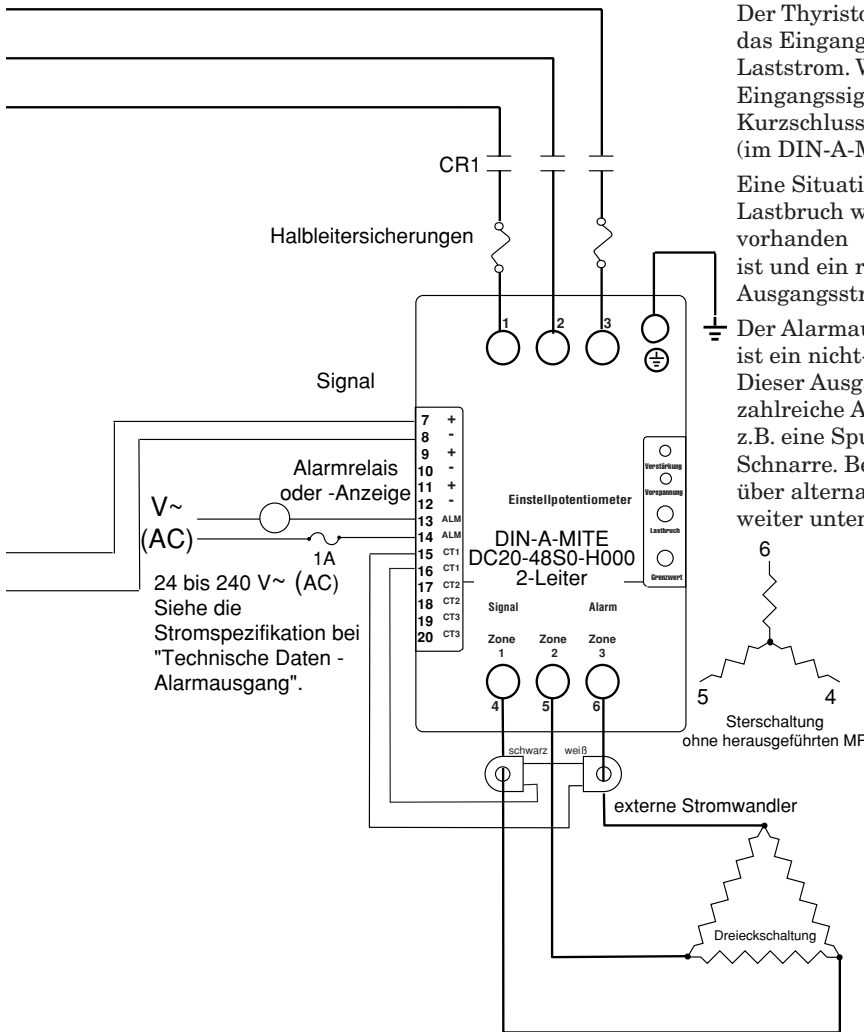 Der Thyristo
das Eingang
Laststrom. W
Eingangssig
Kurzschluss
(im DIN-A-M
Eine Situati
Lastbruch w
vorhanden
ist und ein r
Ausgangsstr
Der Alarmau
ist ein nicht-
Dieser Ausg
zahlreiche A
z.B. eine Spu
Schnarre. Be
über alterna
weiter unter
CR1
Halbleitersicherungen
1 2 3
Signal
7 +
8 -
9 +
10 -
11 +
12 -
13 ALM
14 ALM
15 CT1
16 CT1
17 CT2
18 CT2
19 CT3
20 CT3
Alarmrelais
oder -Anzeige
V~
(AC)
1A
24 bis 240 V~ (AC)
Siehe die
Stromspezifikation bei
"Technische Daten -
Alarmausgang".
Verstärkung
Vorspannung
Lastbruch
Grenzwert
Einstellpotentiometer
DIN-A-MITE
DC20-48S0-H000
2-Leiter
Signal Alarm
Zone Zone Zone
1 2 3
4 5 6
schwarz weiß
externe Stromwandler
6
5 4
Sterschaltung
ohne herausgeführten MP
Dreieckschaltung